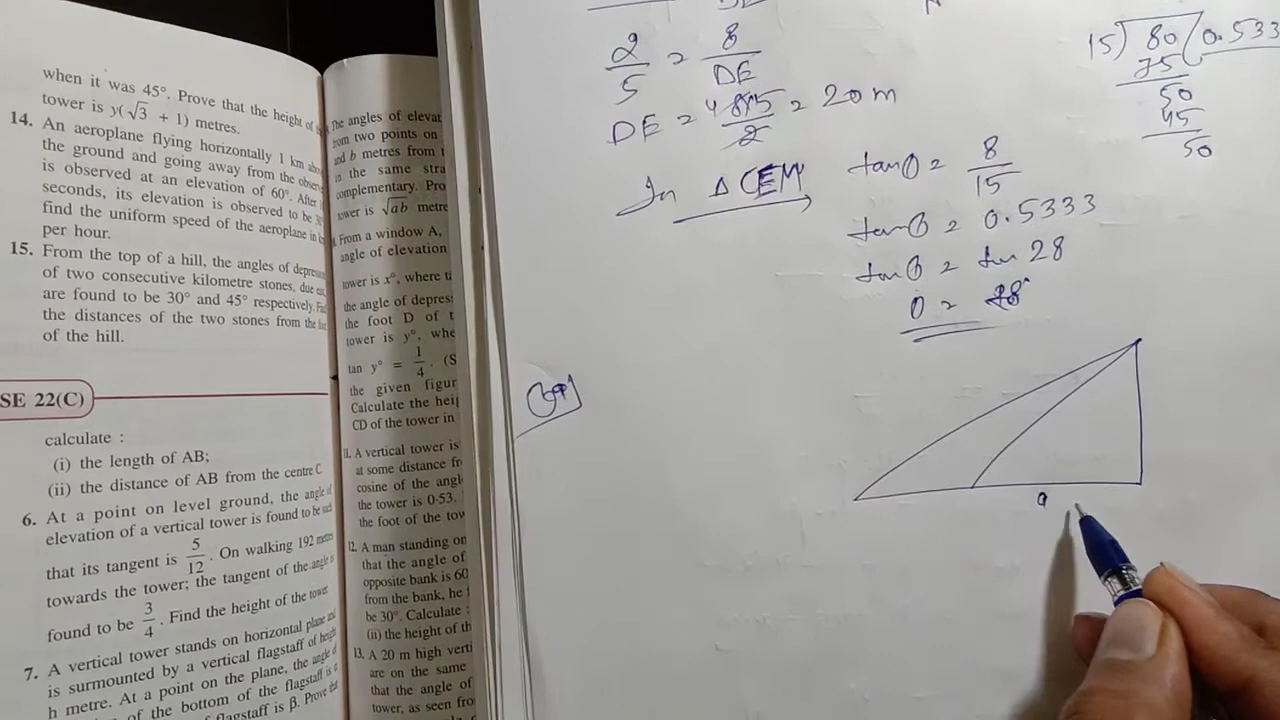 when it was 45°. Prove that the height of
tower is y(√3 + 1) metres.
14. An aeroplane flying horizontally 1 km
the ground and going away from the
is observed at an elevation of 60°. After
seconds, its elevation is observed to be
find the uniform speed of the aeroplane in
per hour.
15. From the top of a hill, the angles of
of two consecutive kilometre stones, due
are found to be 30° and 45° respectively.
the distances of the two stones from the
of the hill.
SE 22(C)
calculate :
(i) the length of AB;
(ii) the distance of AB from the centre C
6. At a point on level ground, the angle of
elevation of a vertical tower is found to be such
that its tangent is 5/12. On walking 192
towards the tower; the tangent of the angle
found to be 3/4. Find the height of the tower.
7. A vertical tower stands on horizontal plane and
is surmounted by a vertical flagstaff of height
h metre. At a point on the plane, the angle
of the bottom of the flagstaff is
flagstaff is β. Prove
The angles of elevat
from two points on
and b metres from t
in the same stra
complementary. Pro
tower is √ab metre
From a window A,
angle of elevation
tower is x°, where t
the angle of depres
the foot D of t
tower is y°, whe
tan y° = 1/4. (S
the given figur
Calculate the hei
CD of the tower in
11. A vertical tower is
at some distance fr
cosine of the angl
the tower is 0·53.
the foot of the tow
12. A man standing on
that the angle of
opposite bank is 60
from the bank, he
be 30°. Calculate :
(ii) the height of th
13. A 20 m high verti
are on the same
that the angle of
tower, as seen fro
2/5 = 8/DE
DE = 8×5/2 = 20 m
In Δ CEM
tanθ = 8/15
tanθ = 0.5333
tanθ = tan 28
θ = 28°
15) 80 (0.533
75
50
45
50
a